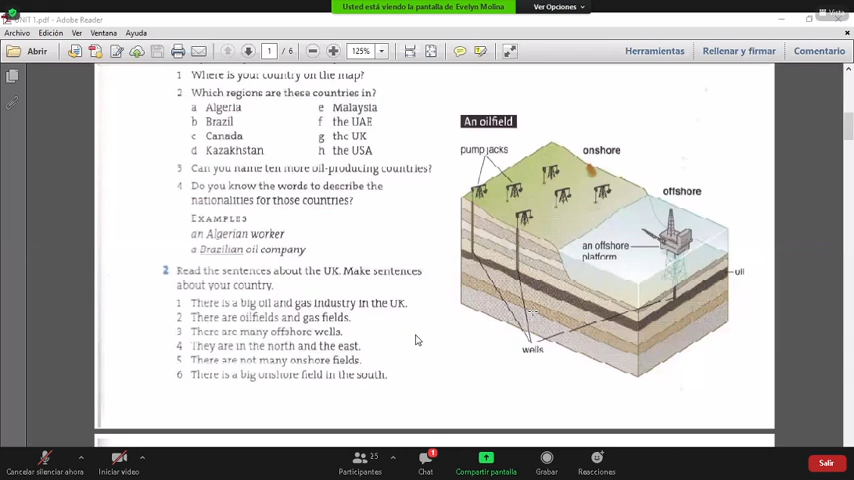 Usted está viendo la pantalla de Evelyn Molina
Ver Opciones
Vista
UNIT 1.pdf - Adobe Reader
Archivo Edición Ver Ventana Ayuda
Abrir
1 / 6
125%
Herramientas
Rellenar y firmar
Comentario
1 Where is your country on the map?
2 Which regions are these countries in?
a Algeria e Malaysia
b Brazil f the UAE
c Canada g the UK
d Kazakhstan h the USA
3 Can you name ten more oil-producing countries?
4 Do you know the words to describe the
nationalities for those countries?
EXAMPLES
an Algerian worker
a Brazilian oil company
2 Read the sentences about the UK. Make sentences
about your country.
1 There is a big oil and gas industry in the UK.
2 There are oilfields and gas fields.
3 There are many offshore wells.
4 They are in the north and the east.
5 There are not many onshore fields.
6 There is a big onshore field in the south.
An oilfield
pump jacks
onshore
offshore
an offshore
platform
oil
wells
Cancelar silenciar ahora
Iniciar video
25
Participantes
1
Chat
Compartir pantalla
Grabar
Reacciones
Salir